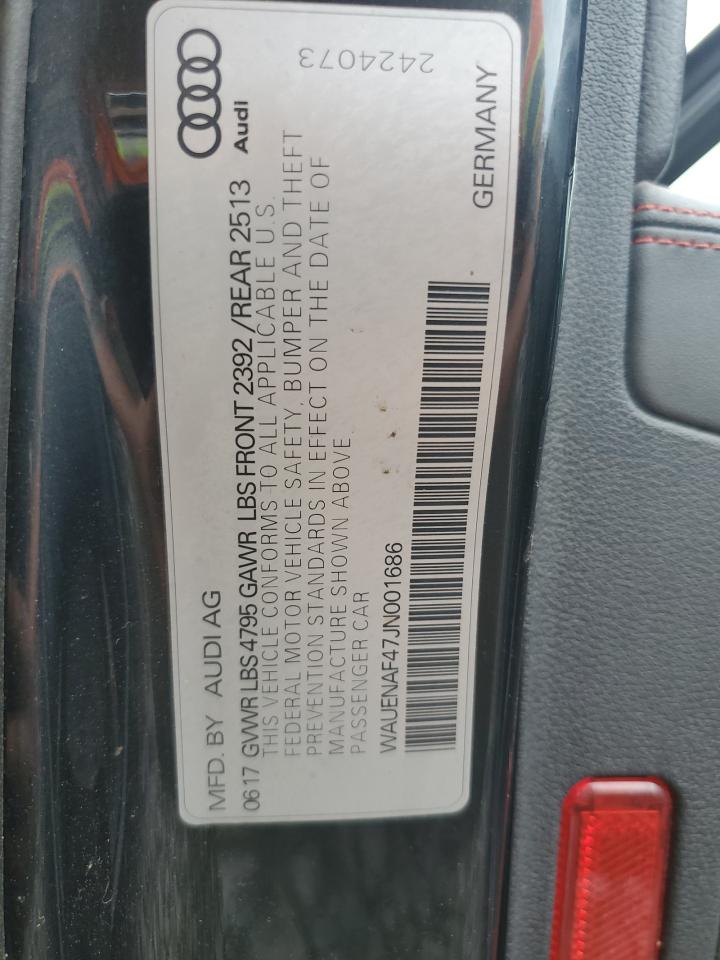 MFD. BY AUDI AG
Audi
0617 GVWR LBS 4795 GAWR LBS FRONT 2392 /REAR 2513
THIS VEHICLE CONFORMS TO ALL APPLICABLE U.S.
FEDERAL MOTOR VEHICLE SAFETY, BUMPER AND THEFT
PREVENTION STANDARDS IN EFFECT ON THE DATE OF
MANUFACTURE SHOWN ABOVE
PASSENGER CAR
WAUENAF47JN001686
GERMANY
2424073